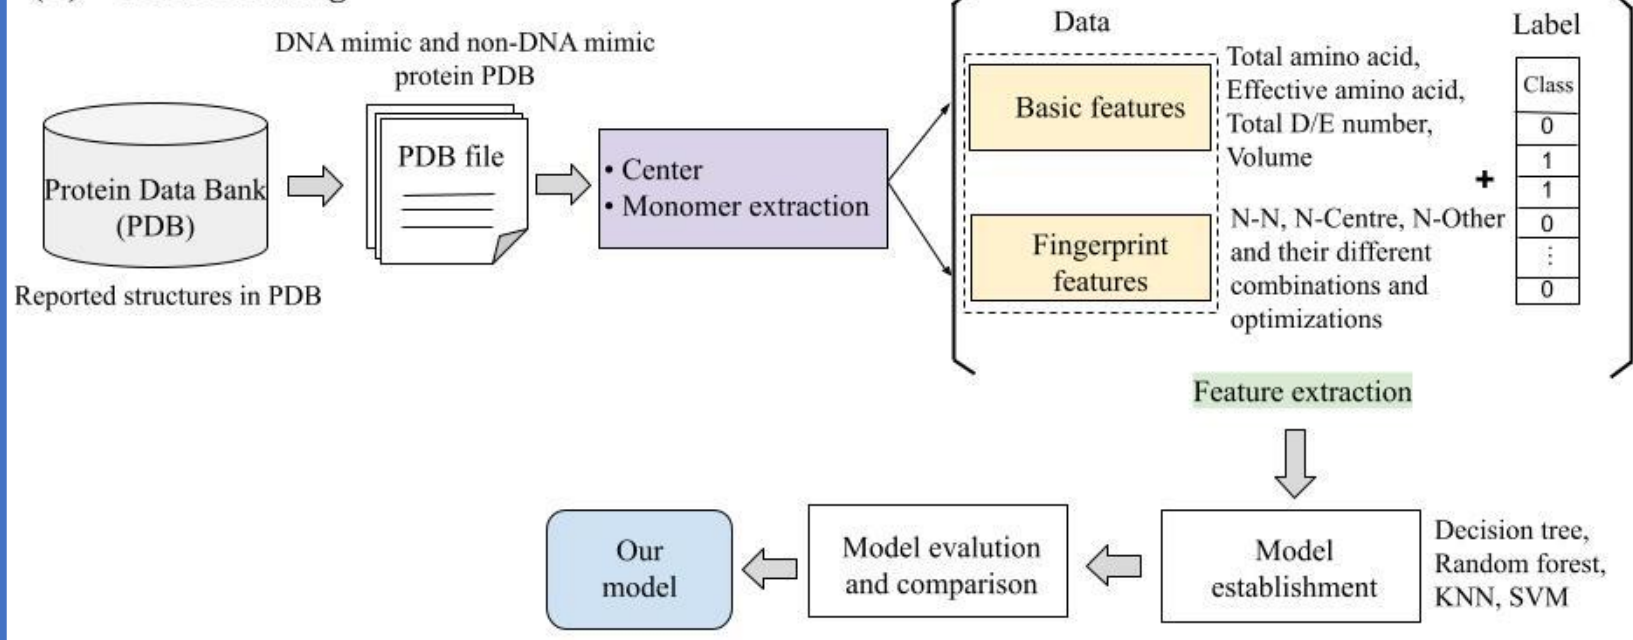 DNA mimic and non-DNA mimic
protein PDB
Protein Data Bank
(PDB)
Reported structures in PDB
PDB file
• Center
• Monomer extraction
Data
Basic features
Total amino acid,
Effective amino acid,
Total D/E number,
Volume
Fingerprint
features
N-N, N-Centre, N-Other
and their different
combinations and
optimizations
+
Label
Class
0
1
1
0
⋮
0
Feature extraction
Model
establishment
Decision tree,
Random forest,
KNN, SVM
Model evalution
and comparison
Our
model